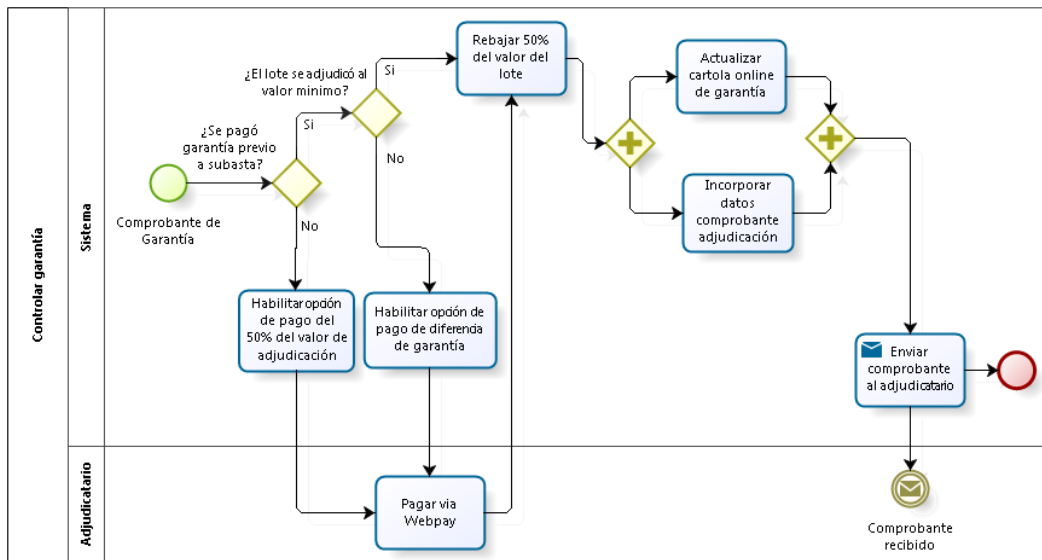 Controlar garantía
Sistema
Adjudicatario
Comprobante de
Garantía
¿Se pagó
garantía previo
a subasta?
Si
No
¿El lote se adjudicó al
valor minimo?
Si
No
Rebajar 50%
del valor del
lote
Habilitar opción
de pago del
50% del valor de
adjudicación
Habilitar opción de
pago de diferencia
de garantía
Pagar via
Webpay
Actualizar
cartola online
de garantía
Incorporar
datos
comprobante
adjudicación
Enviar
comprobante
al adjudicatario
Comprobante
recibido